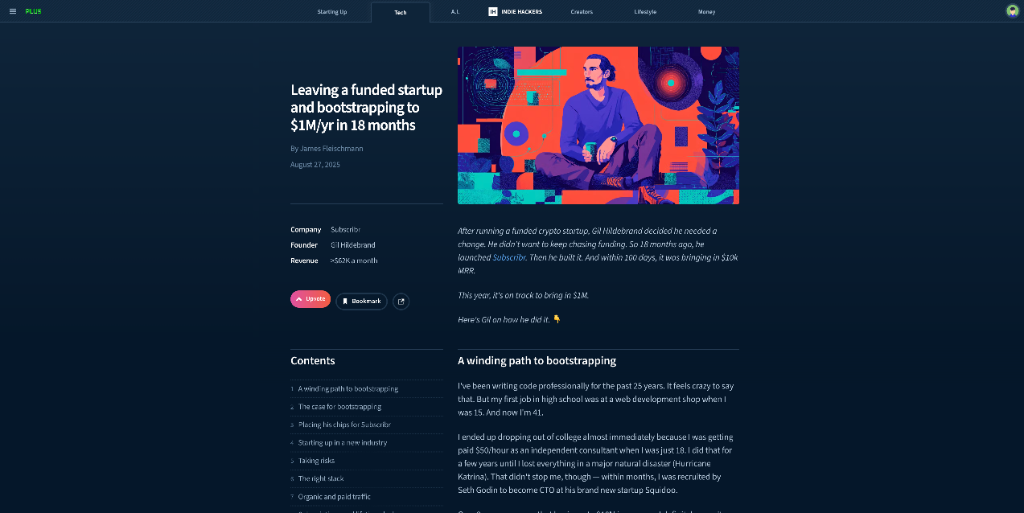 PLUS
Starting Up
Tech
A.I.
IH INDIE HACKERS
Creators
Lifestyle
Money
Leaving a funded startup
and bootstrapping to
$1M/yr in 18 months
By James Fleischmann
August 27, 2025
Company Subscribr
Founder Gil Hildebrand
Revenue >$62K a month
Upvote
Bookmark
After running a funded crypto startup, Gil Hildebrand decided he needed a
change. He didn't want to keep chasing funding. So 18 months ago, he
launched Subscribr. Then he built it. And within 100 days, it was bringing in $10k
MRR.
This year, it's on track to bring in $1M.
Here's Gil on how he did it. 👇
Contents
1 A winding path to bootstrapping
2 The case for bootstrapping
3 Placing his chips for Subscribr
4 Starting up in a new industry
5 Taking risks
6 The right stack
7 Organic and paid traffic
A winding path to bootstrapping
I've been writing code professionally for the past 25 years. It feels crazy to say
that. But my first job in high school was at a web development shop when I
was 15. And now I'm 41.
I ended up dropping out of college almost immediately because I was getting
paid $50/hour as an independent consultant when I was just 18. I did that for
a few years until I lost everything in a major natural disaster (Hurricane
Katrina). That didn't stop me, though — within months, I was recruited by
Seth Godin to become CTO at his brand new startup Squidoo.